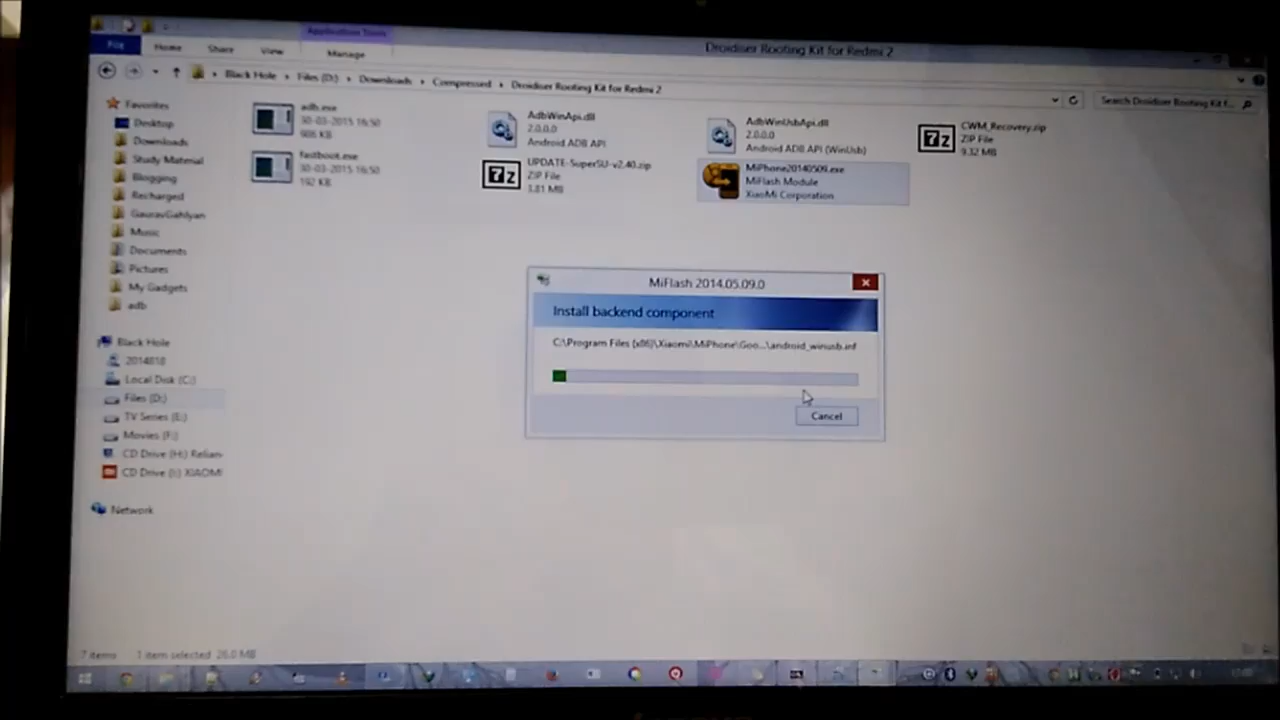 Application Tools
Droidiser Rooting Kit for Redmi 2
File
Home
Share
View
Manage
Black Hole
Files (D:)
Downloads
Compressed
Droidiser Rooting Kit for Redmi 2
Search Droidiser Rooting Kit f...
Favorites
Desktop
Downloads
Study Material
Blogging
Recharged
GauravGahlyan
Music
Documents
Pictures
My Gadgets
adb
Black Hole
2014818
Local Disk (C:)
Files (D:)
TV Series (E:)
Movies (F:)
CD Drive (H:) Relian
CD Drive (I:) XIAOMI
Network
adb.exe
30-03-2015 16:50
986 KB
fastboot.exe
30-03-2015 16:50
192 KB
AdbWinApi.dll
2.0.0.0
Android ADB API
UPDATE-SuperSU-v2.40.zip
ZIP File
3.81 MB
AdbWinUsbApi.dll
2.0.0.0
Android ADB API (WinUsb)
MiPhone20140509.exe
MiFlash Module
XiaoMi Corporation
CWM_Recovery.zip
ZIP File
9.32 MB
MiFlash 2014.05.09.0
Install backend component
C:\Program Files (x86)\Xiaomi\MiPhone\Goo...\android_winusb.inf
Cancel
7 items
1 item selected 26.0 MB